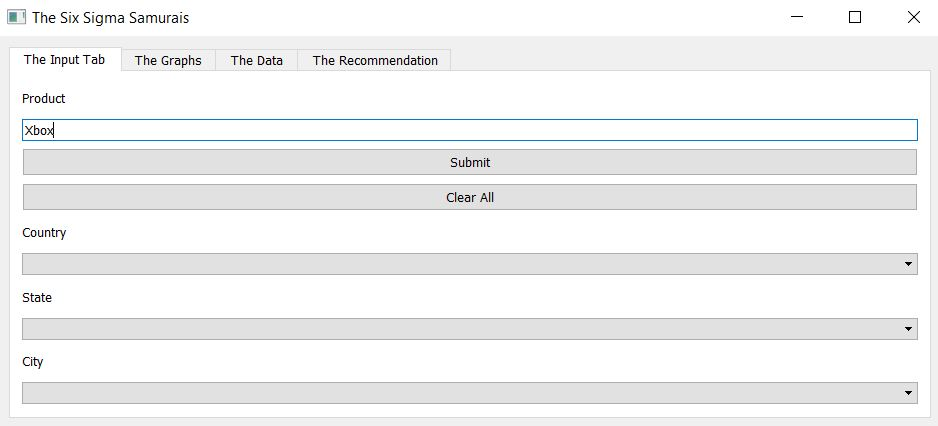 The Six Sigma Samurais
The Input Tab The Graphs The Data The Recommendation
Product
Xbox
Submit
Clear All
Country
State
City